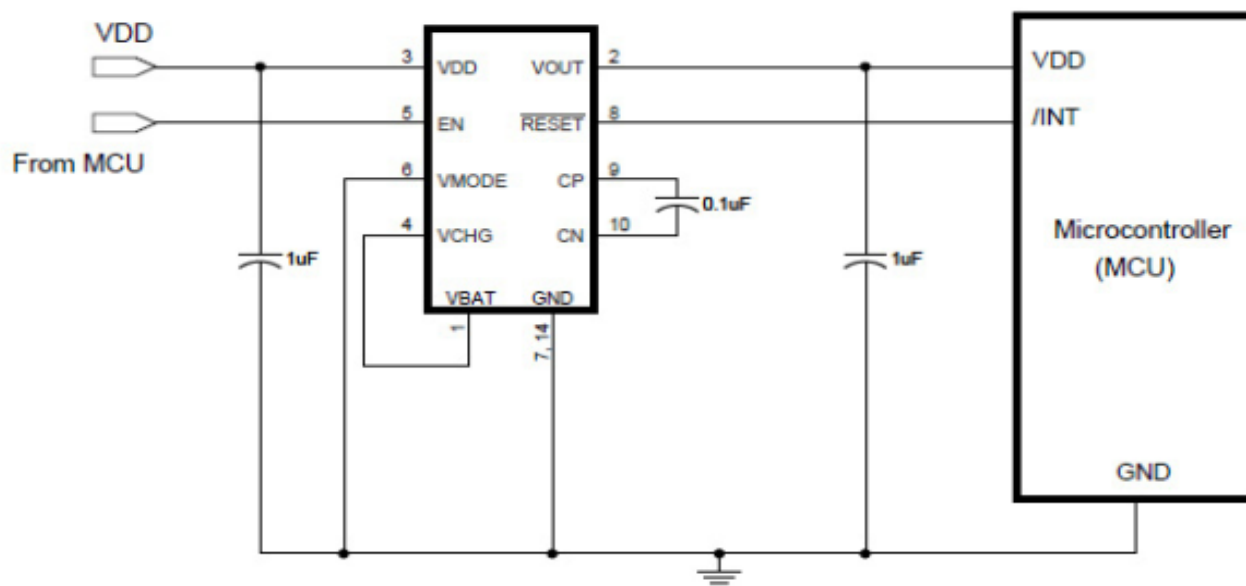 VDD
From MCU
3 VDD VOUT 2
5 EN RESET 8
6 VMODE CP 9
4 VCHG CN 10
VBAT GND
1 7, 14
1uF
0.1uF
1uF
VDD
/INT
Microcontroller
(MCU)
GND